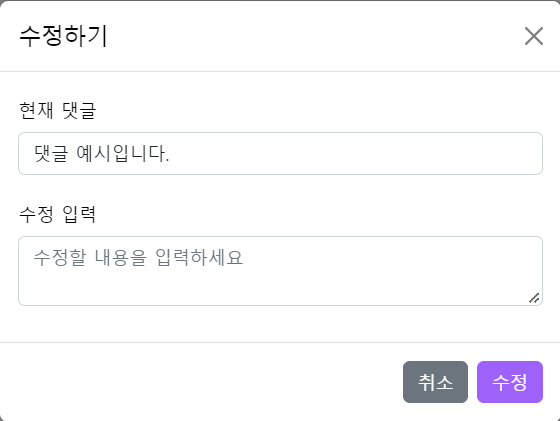 수정하기
현재 댓글
댓글 예시입니다.
수정 입력
수정할 내용을 입력하세요
취소 수정